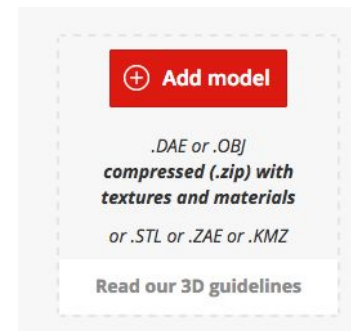 Add model
.DAE or .OBJ
compressed (.zip) with
textures and materials
or .STL or .ZAE or .KMZ
Read our 3D guidelines